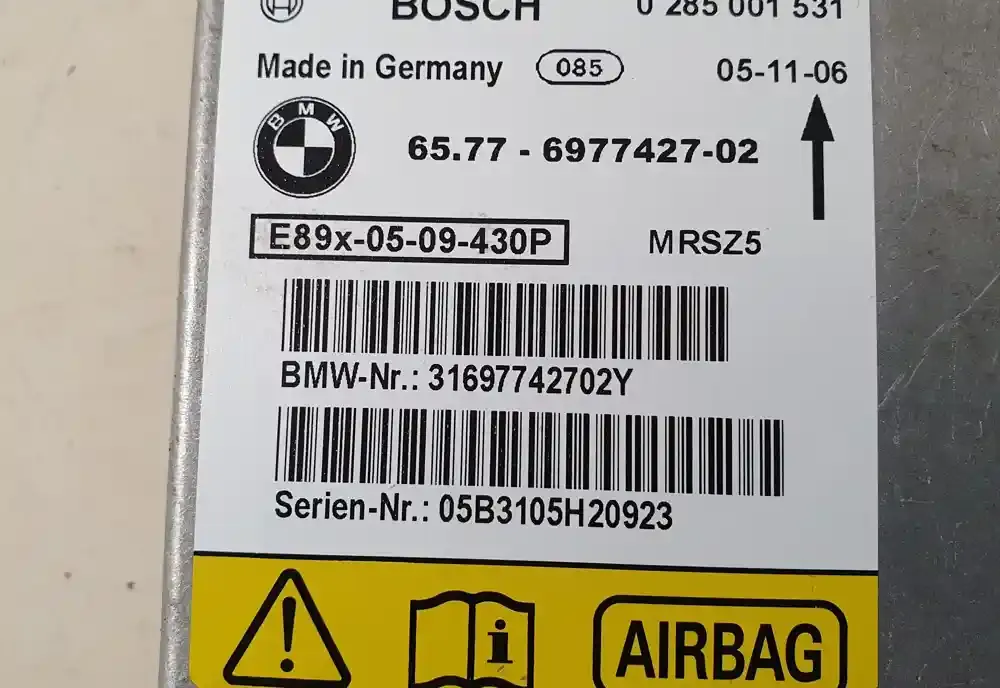 BOSCH 0 285 001 531
Made in Germany 085 05-11-06
BMW
65.77 - 6977427-02
E89x-05-09-430P MRSZ5
BMW-Nr.: 31697742702Y
Serien-Nr.: 05B3105H20923
i
AIRBAG